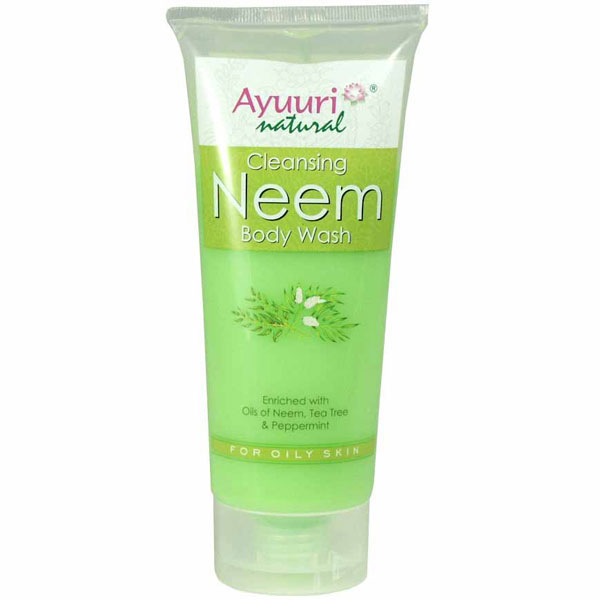 Ayuuri ®
natural
Cleansing
Neem
Body Wash
Enriched with
Oils of Neem, Tea Tree
& Peppermint
FOR OILY SKIN